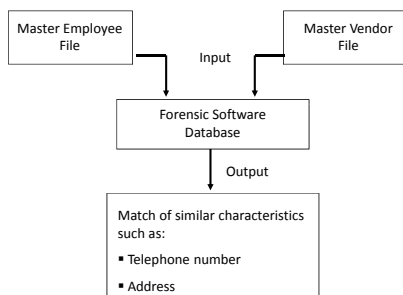 Master Employee
File
Master Vendor
File
Input
Forensic Software
Database
Output
Match of similar characteristics
such as:
▪ Telephone number
▪ Address